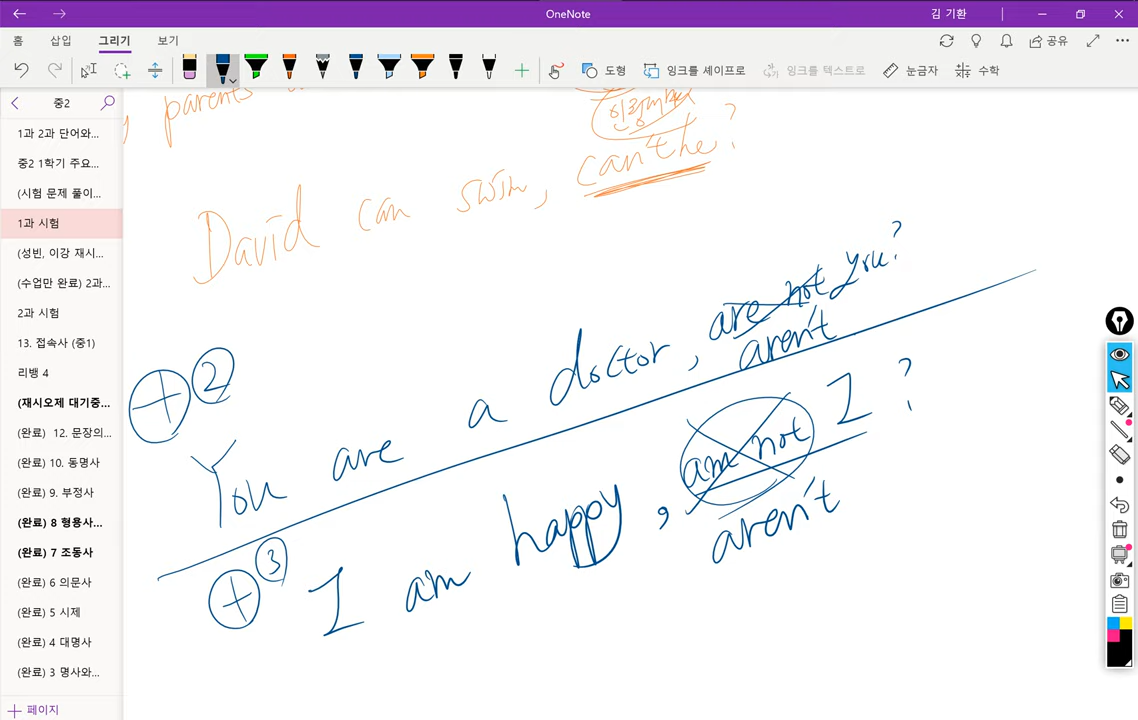 OneNote
김 기환
홈 삽입 그리기 보기
공유
도형 잉크를 셰이프로 잉크를 텍스트로 눈금자 수학
중2
1과 2과 단어와...
중2 1학기 주요...
(시험 문제 풀이...
1과 시험
(성빈, 이강 재시...
(수업만 완료) 2과...
2과 시험
13. 접속사 (중1)
리뱅 4
(재시오제 대기중...
(완료) 12. 문장의...
(완료) 10. 동명사
(완료) 9. 부정사
(완료) 8 형용사...
(완료) 7 조동사
(완료) 6 의문사
(완료) 5 시제
(완료) 4 대명사
(완료) 3 명사와...
페이지
parents
David can swim, can the?
+ 2
You are a doctor, are not you?
aren't
+ 3
I am happy, am not I ?
aren't